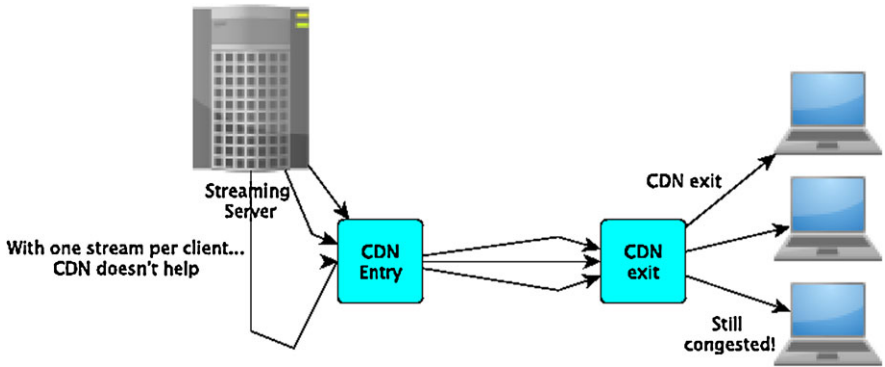 Streaming
Server
With one stream per client...
CDN doesn't help
CDN
Entry
CDN
exit
CDN exit
Still
congested!